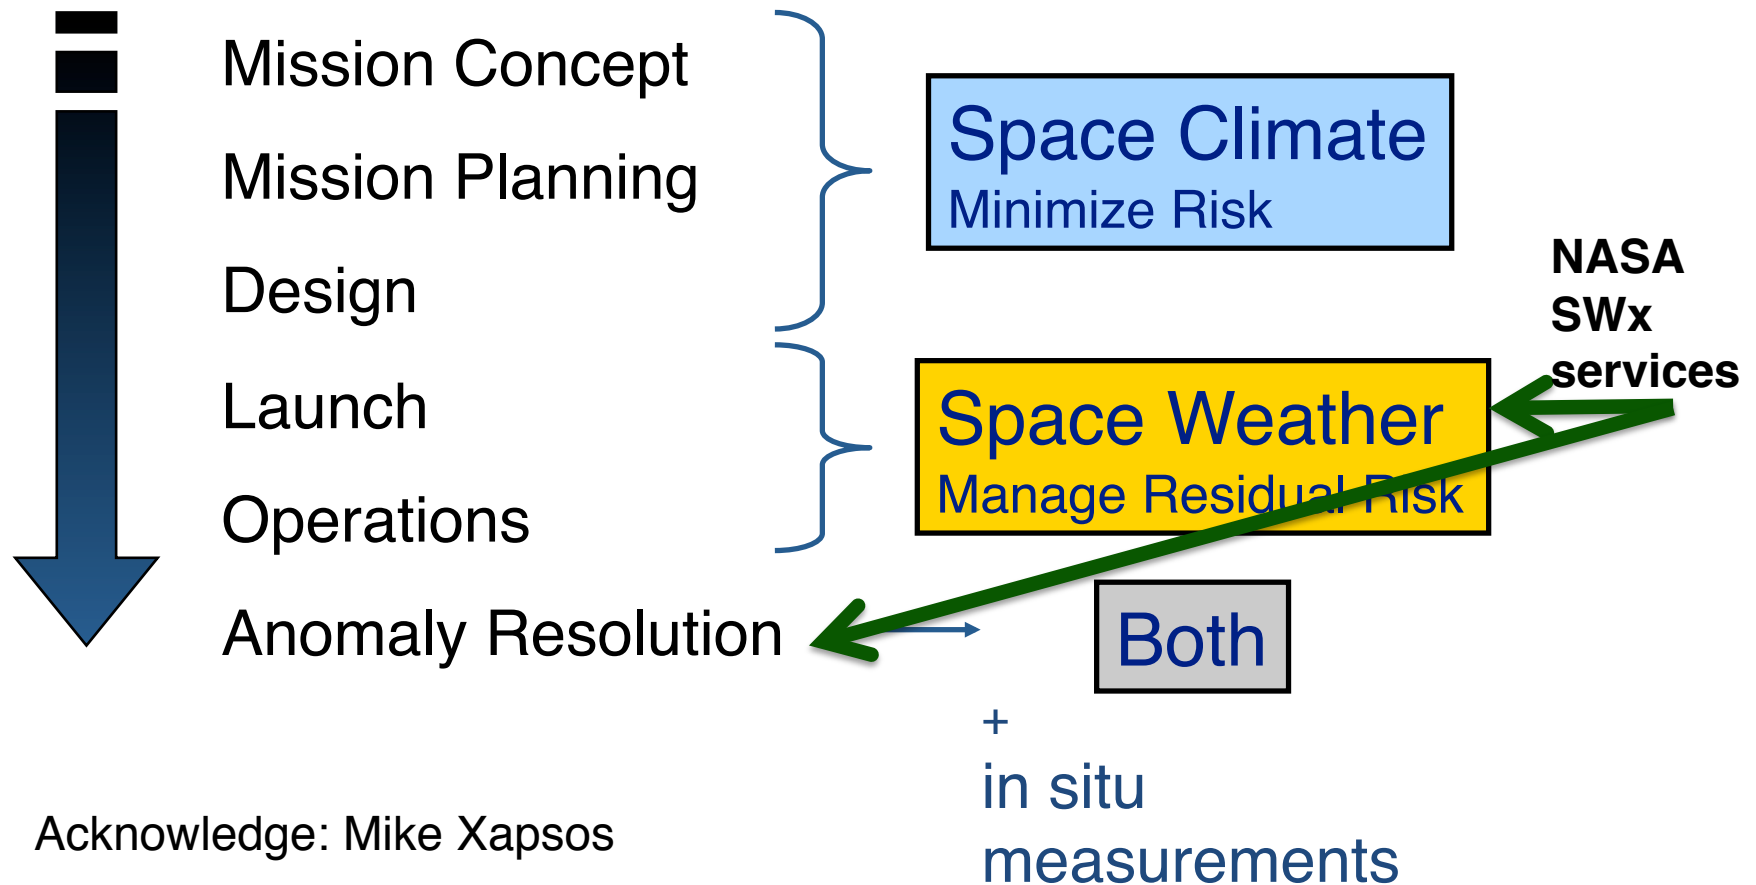 Mission Concept
Mission Planning
Design
Launch
Operations
Anomaly Resolution
Space Climate
Minimize Risk
NASA
SWx
services
Space Weather
Manage Residual Risk
Both
+
in situ
measurements
Acknowledge: Mike Xapsos